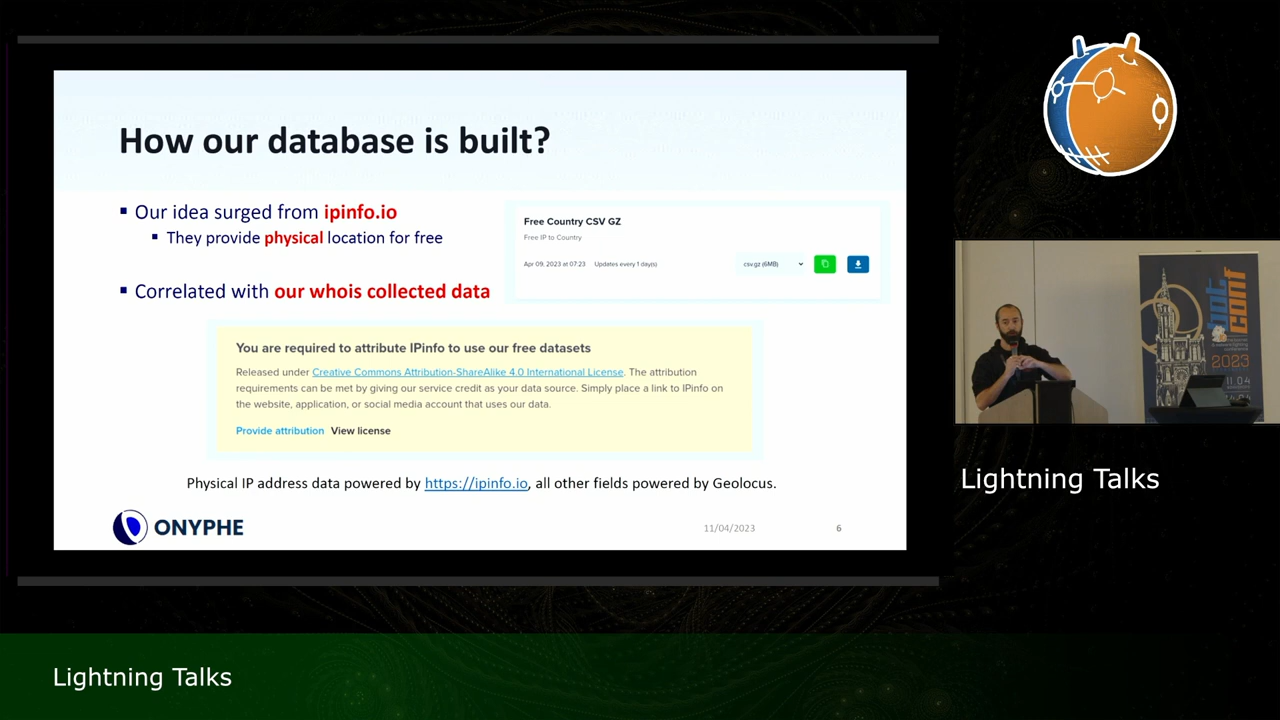 How our database is built?
Our idea surged from ipinfo.io
They provide physical location for free
Correlated with our whois collected data
Free Country CSV GZ
Free IP to Country
Apr 09, 2023 at 07:23 Updates every 1 day(s)
csv.gz (6MB)
You are required to attribute IPinfo to use our free datasets
Released under Creative Commons Attribution-ShareAlike 4.0 International License. The attribution
requirements can be met by giving our service credit as your data source. Simply place a link to IPinfo on
the website, application, or social media account that uses our data.
Provide attribution View license
Physical IP address data powered by https://ipinfo.io, all other fields powered by Geolocus.
ONYPHE
11/04/2023
6
conf
2023
Lightning Talks
Lightning Talks